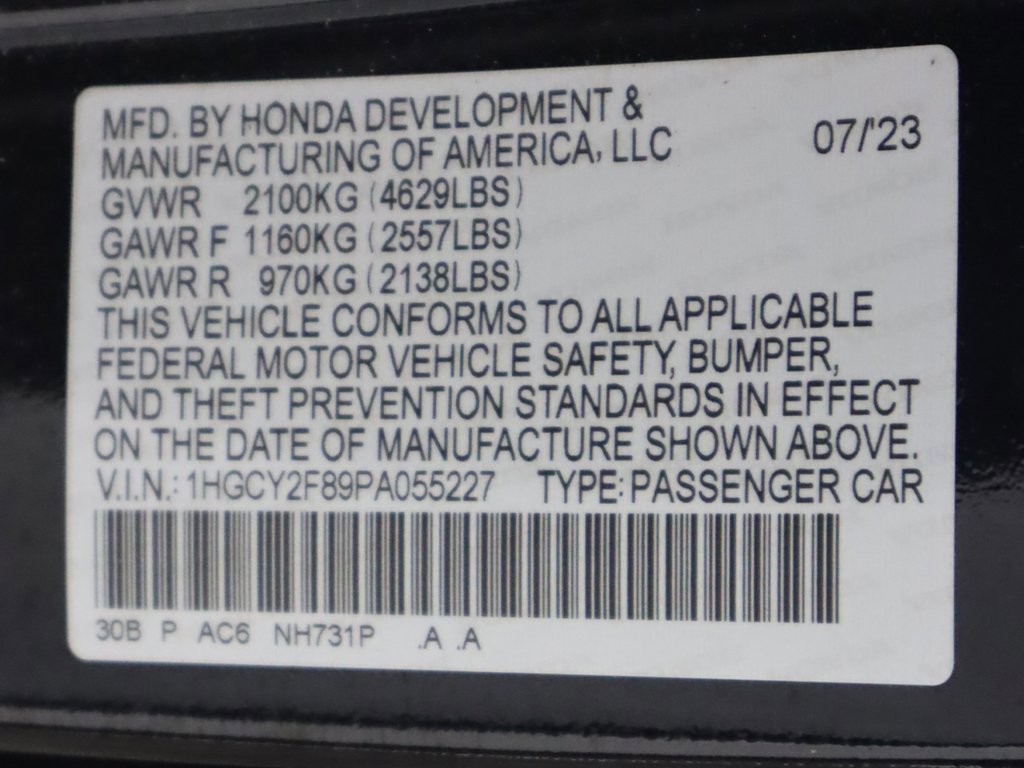 MFD. BY HONDA DEVELOPMENT &
MANUFACTURING OF AMERICA, LLC 07/'23
GVWR 2100KG (4629LBS)
GAWR F 1160KG (2557LBS)
GAWR R 970KG (2138LBS)
THIS VEHICLE CONFORMS TO ALL APPLICABLE
FEDERAL MOTOR VEHICLE SAFETY, BUMPER,
AND THEFT PREVENTION STANDARDS IN EFFECT
ON THE DATE OF MANUFACTURE SHOWN ABOVE.
V.I.N.: 1HGCY2F89PA055227 TYPE: PASSENGER CAR
30B P AC6 NH731P .A .A